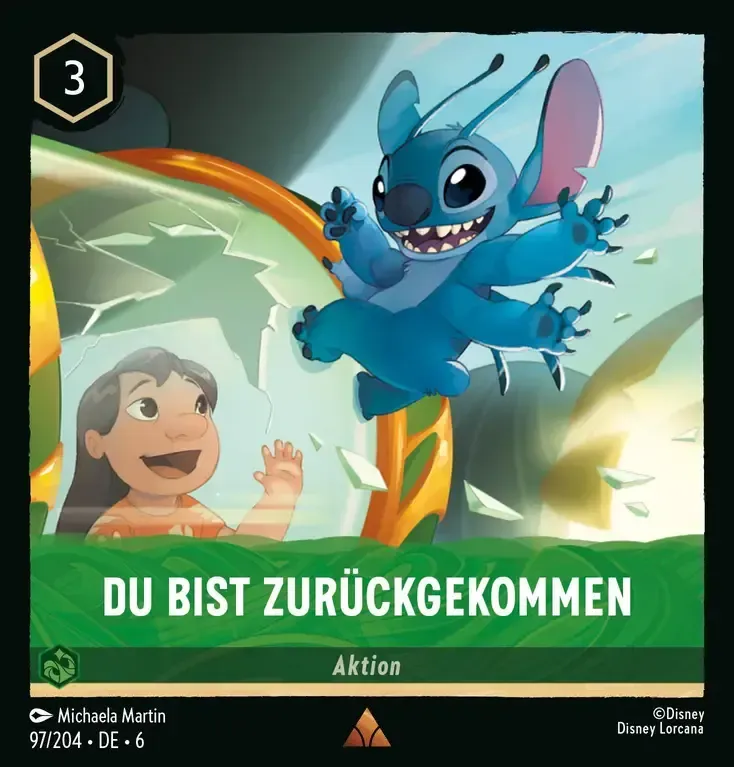 3
DU BIST ZURÜCKGEKOMMEN
Aktion
Michaela Martin
©Disney
97/204 • DE • 6
Disney Lorcana